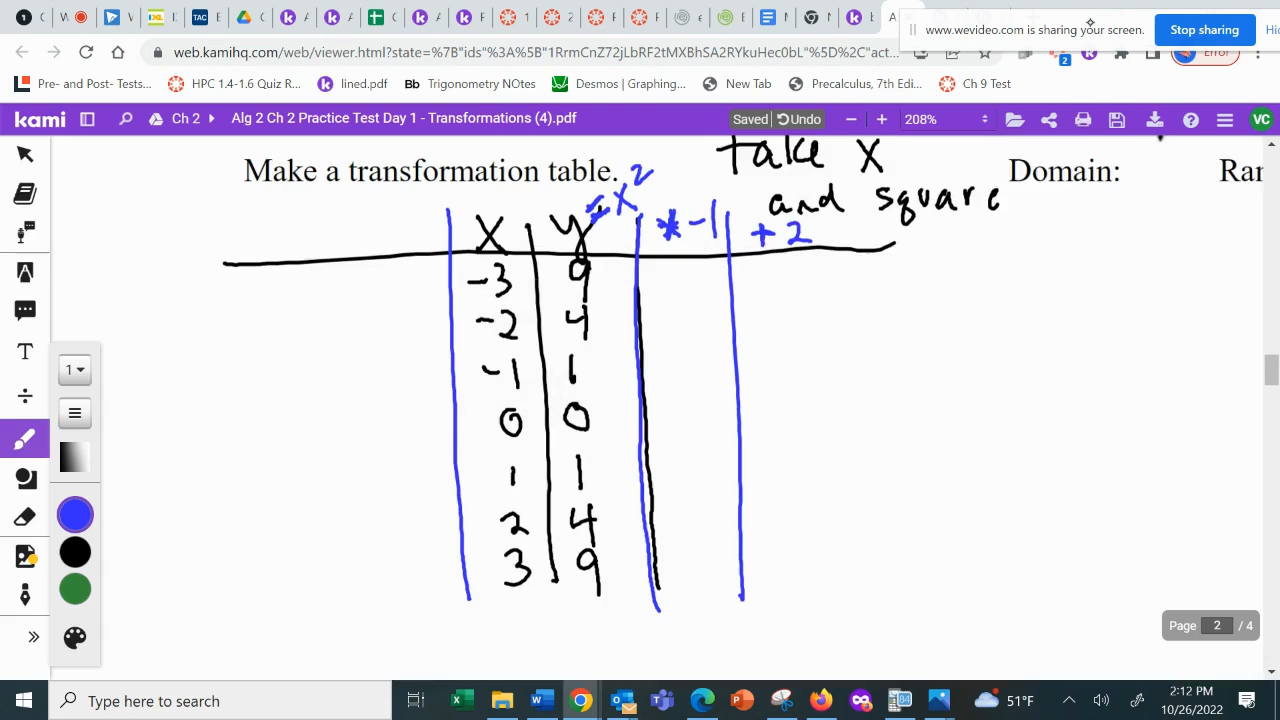 www.wevideo.com is sharing your screen. Stop sharing
web.kamihq.com/web/viewer.html?state=%7B"ids"%3A%5B"1RrmCnZ72jLbRF2tMXBhSA2RYkuHec0bL"%5D%2C"act...
Error
2
Pre- and Post- Tests... HPC 1.4-1.6 Quiz R... lined.pdf Bb Trigonometry NOtes Desmos | Graphing... New Tab Precalculus, 7th Edi... Ch 9 Test
kami Ch 2 Alg 2 Ch 2 Practice Test Day 1 - Transformations (4).pdf Saved Undo 208% VC
take x
Make a transformation table. Domain:
and square
x y = x² * -1 + 2
-3 9
-2 4
-1 1
0 0
1 1
2 4
3 9
1
Page 2 / 4
Type here to search
51°F
2:12 PM
10/26/2022